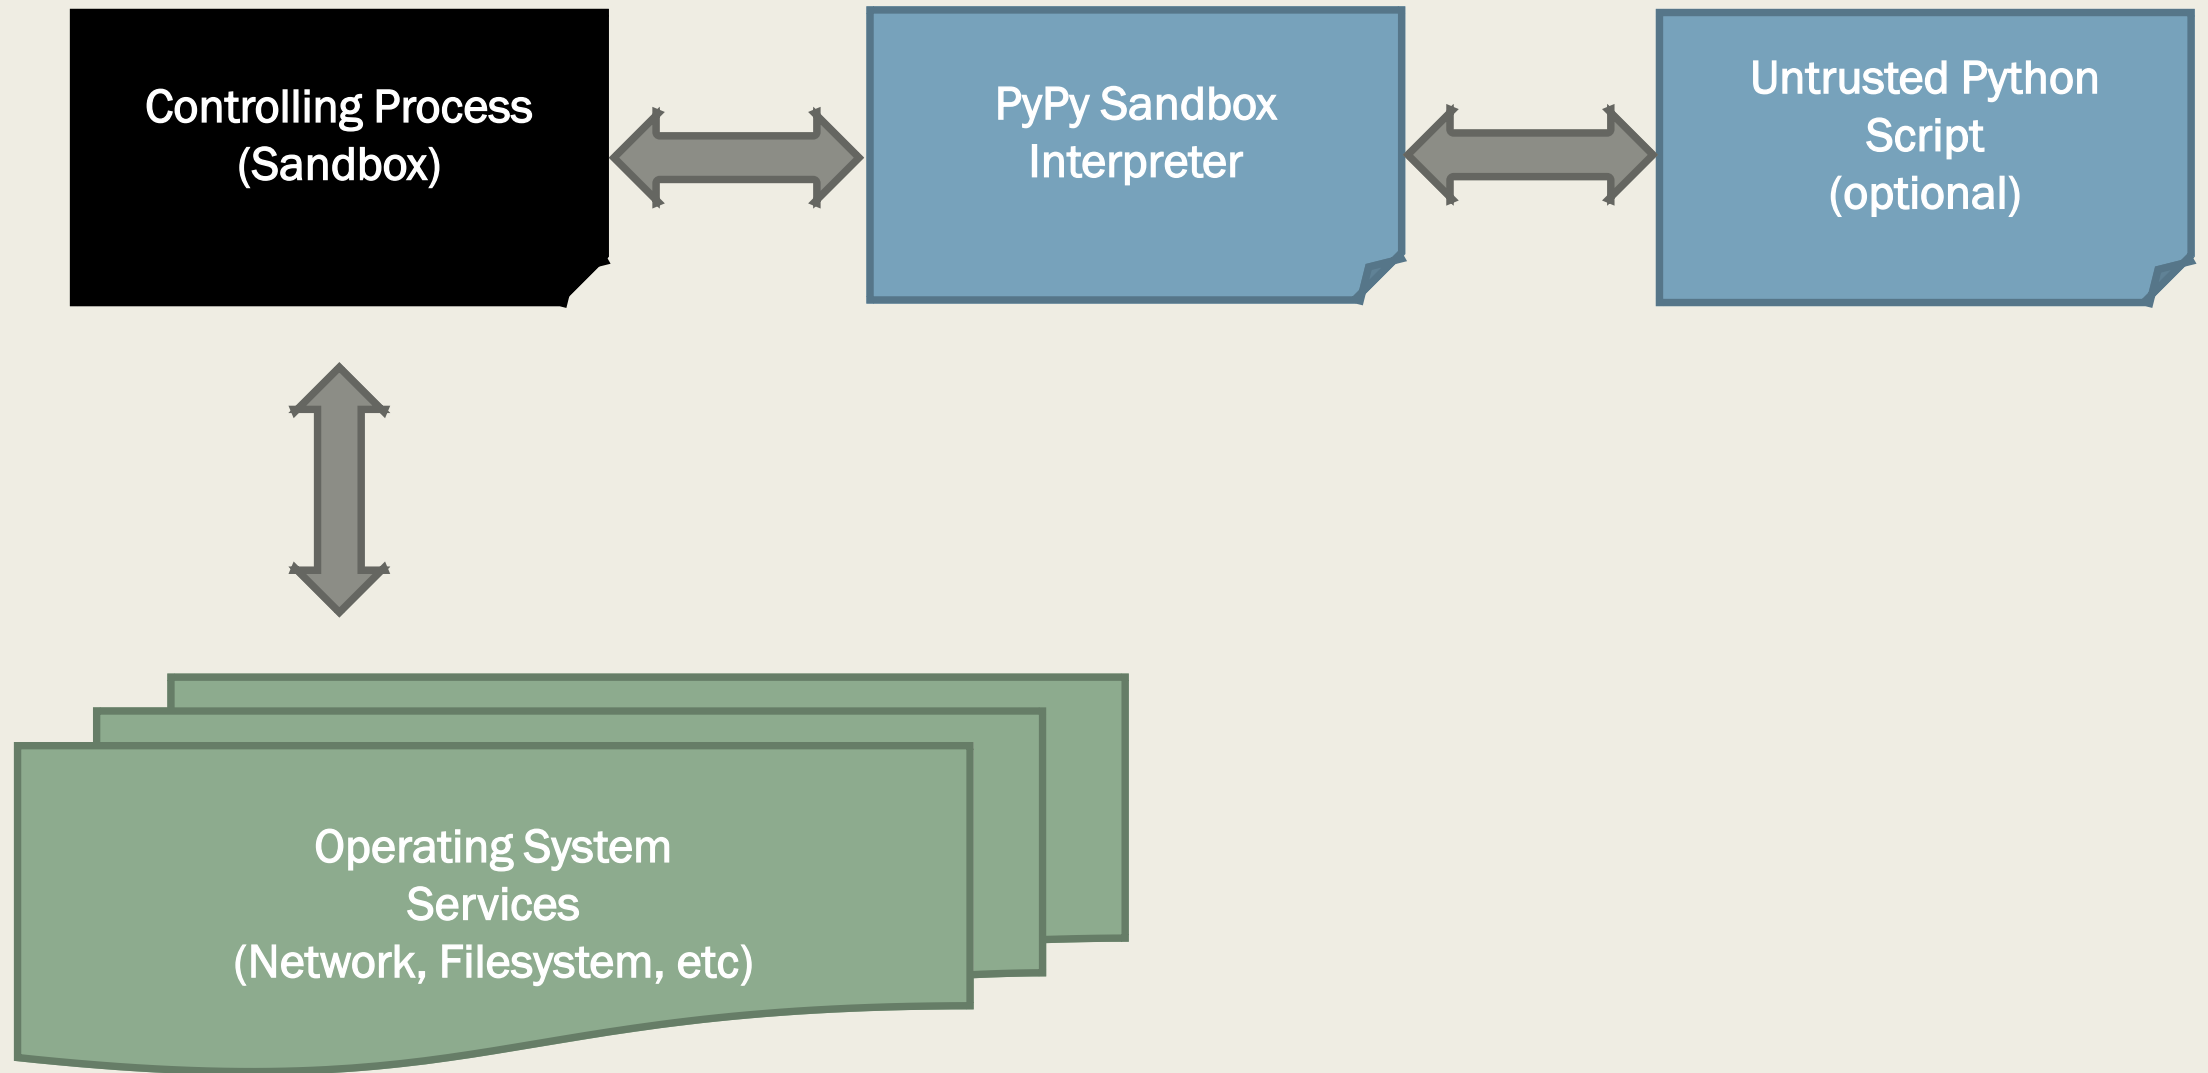 Controlling Process
(Sandbox)
PyPy Sandbox
Interpreter
Untrusted Python
Script
(optional)
Operating System
Services
(Network, Filesystem, etc)